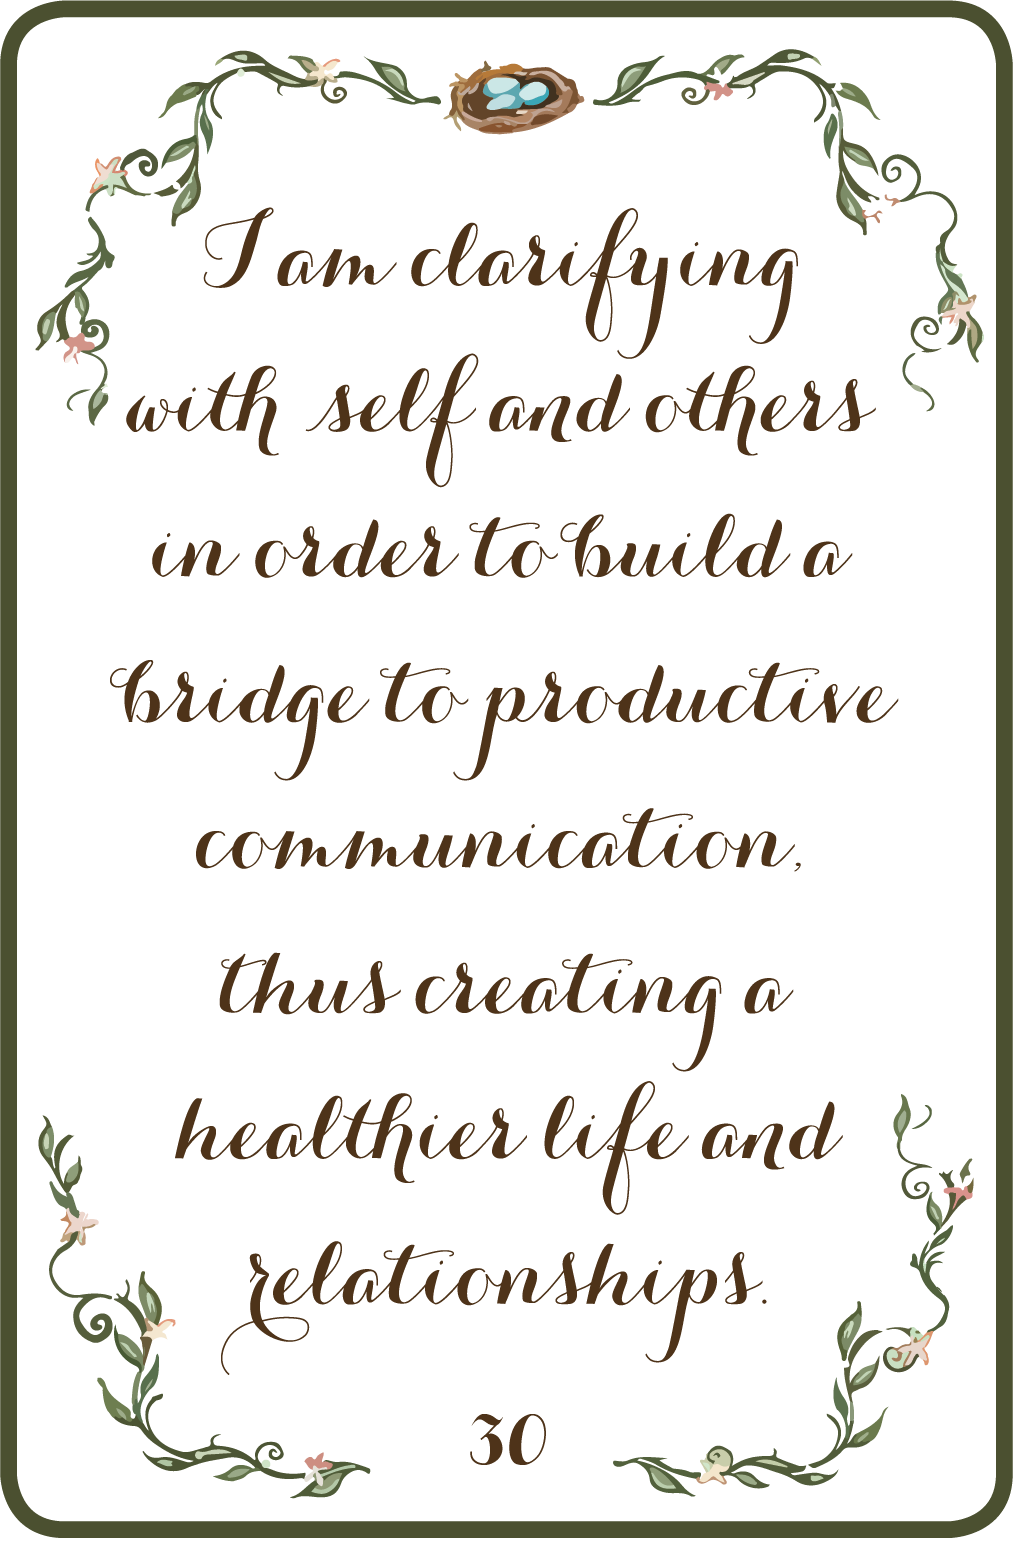 I am clarifying
with self and others
in order to build a
bridge to productive
communication,
thus creating a
healthier life and
relationships.
30